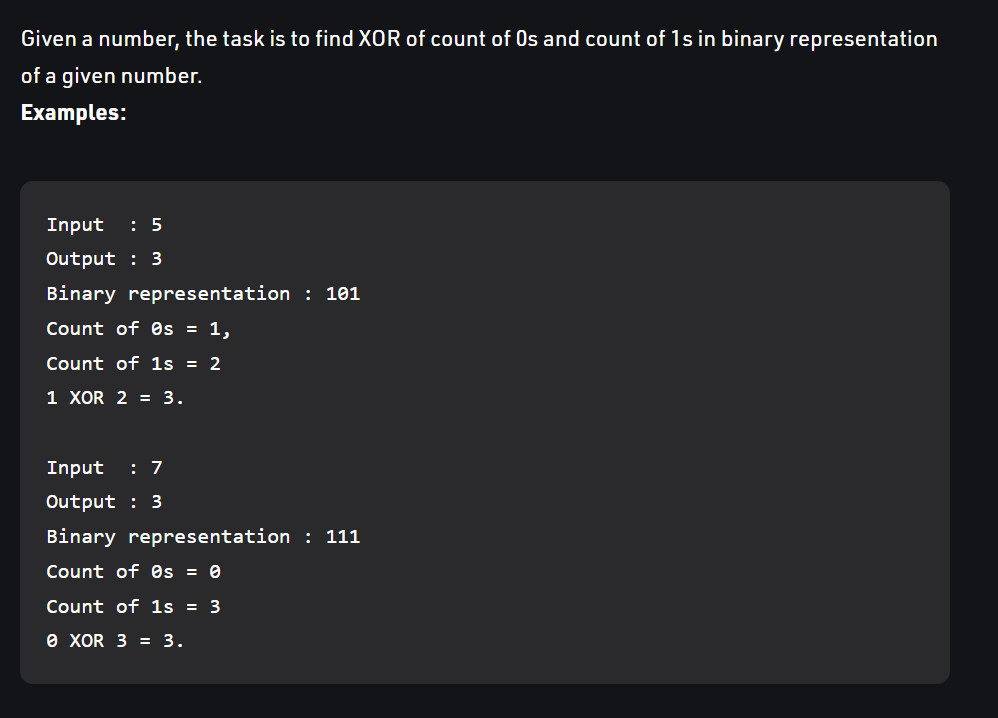 Given a number, the task is to find XOR of count of 0s and count of 1s in binary representation
of a given number.
Examples:
Input  : 5
Output : 3
Binary representation : 101
Count of 0s = 1,
Count of 1s = 2
1 XOR 2 = 3.
Input  : 7
Output : 3
Binary representation : 111
Count of 0s = 0
Count of 1s = 3
0 XOR 3 = 3.